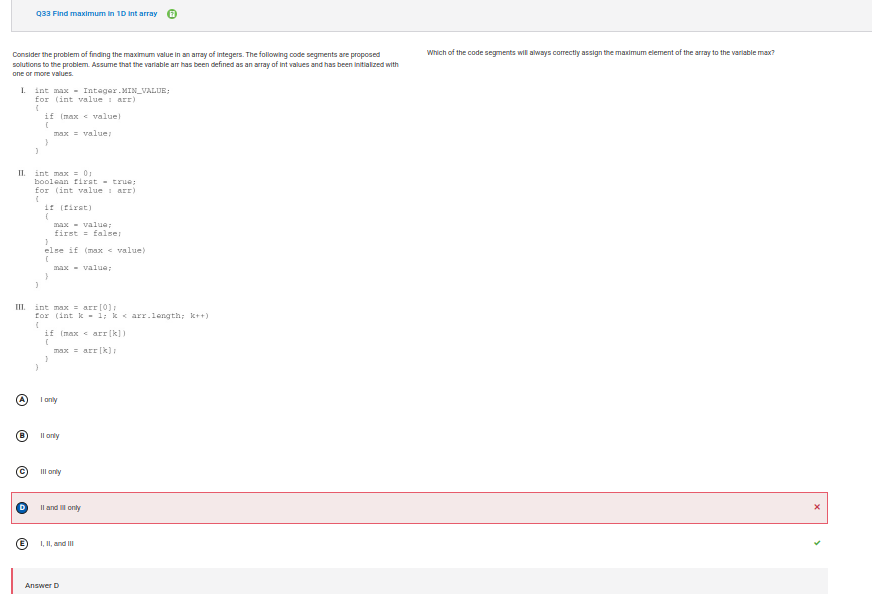 Q33 Find maximum in 1D int array
Consider the problem of finding the maximum value in an array of integers. The following code segments are proposed
solutions to the problem. Assume that the variable arr has been defined as an array of int values and has been initialized with
one or more values.
I. int max = Integer.MIN_VALUE;
for (int value : arr)
{
if (max < value)
{
max = value;
}
}
II. int max = 0;
boolean first = true;
for (int value : arr)
{
if (first)
{
max = value;
first = false;
}
else if (max < value)
{
max = value;
}
}
III. int max = arr[0];
for (int k = 1; k < arr.length; k++)
{
if (max < arr[k])
{
max = arr[k];
}
}
Which of the code segments will always correctly assign the maximum element of the array to the variable max?
A I only
B II only
C III only
D II and III only
E I, II, and III
Answer D